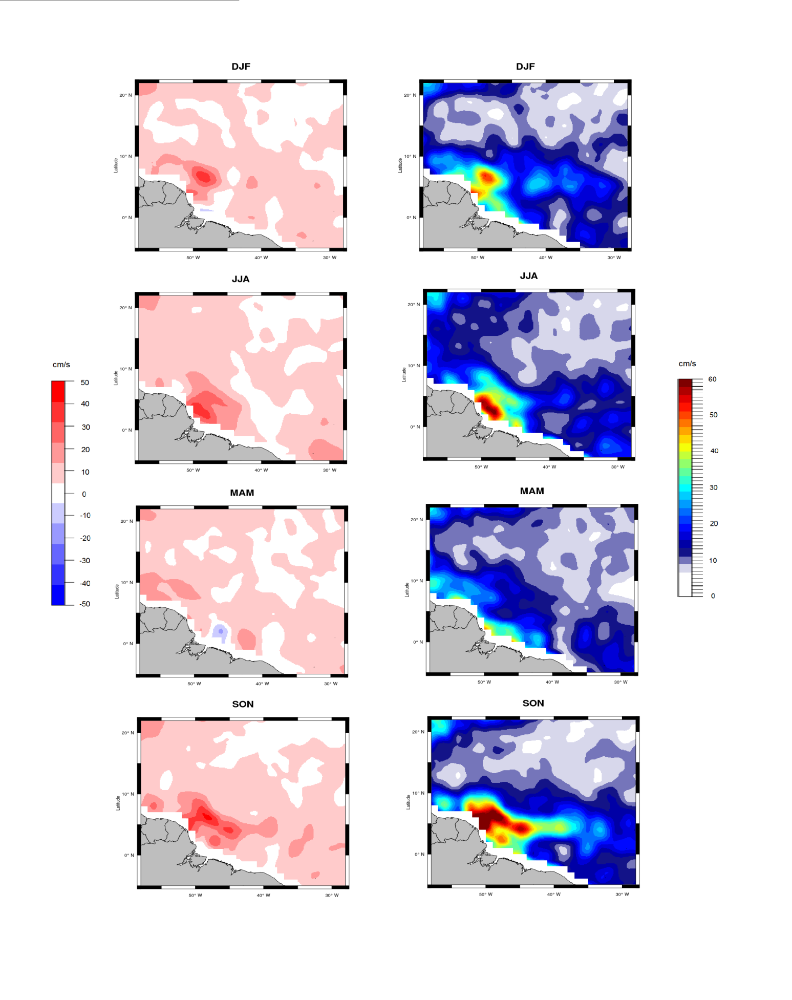 DJF
DJF
20° N
10° N
0° N
Latitude
50° W
40° W
30° W
20° N
10° N
0° N
Latitude
50° W
40° W
30° W
JJA
JJA
20° N
10° N
0° N
Latitude
50° W
40° W
30° W
20° N
10° N
0° N
Latitude
50° W
40° W
30° W
cm/s
50
40
30
20
10
0
-10
-20
-30
-40
-50
cm/s
60
50
40
30
20
10
0
MAM
MAM
20° N
10° N
0° N
Latitude
50° W
40° W
30° W
20° N
10° N
0° N
Latitude
50° W
40° W
30° W
SON
SON
20° N
10° N
0° N
Latitude
50° W
40° W
30° W
20° N
10° N
0° N
Latitude
50° W
40° W
30° W